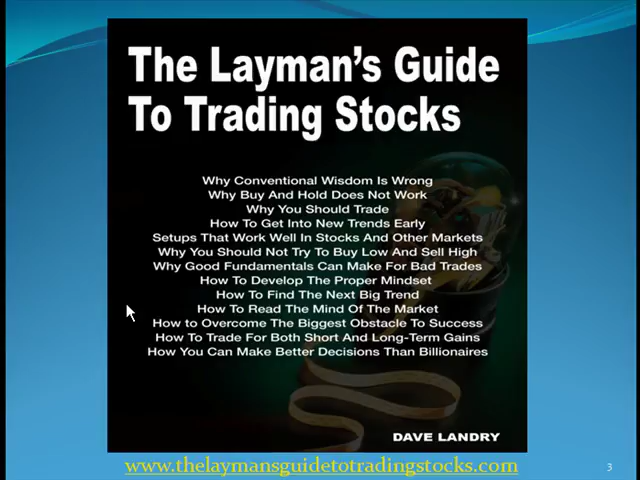 The Layman's Guide
To Trading Stocks
Why Conventional Wisdom Is Wrong
Why Buy And Hold Does Not Work
Why You Should Trade
How To Get Into New Trends Early
Setups That Work Well In Stocks And Other Markets
Why You Should Not Try To Buy Low And Sell High
Why Good Fundamentals Can Make For Bad Trades
How To Develop The Proper Mindset
How To Find The Next Big Trend
How To Read The Mind Of The Market
How to Overcome The Biggest Obstacle To Success
How To Trade For Both Short And Long-Term Gains
How You Can Make Better Decisions Than Billionaires
DAVE LANDRY
www.thelaymansguidetotradingstocks.com
3